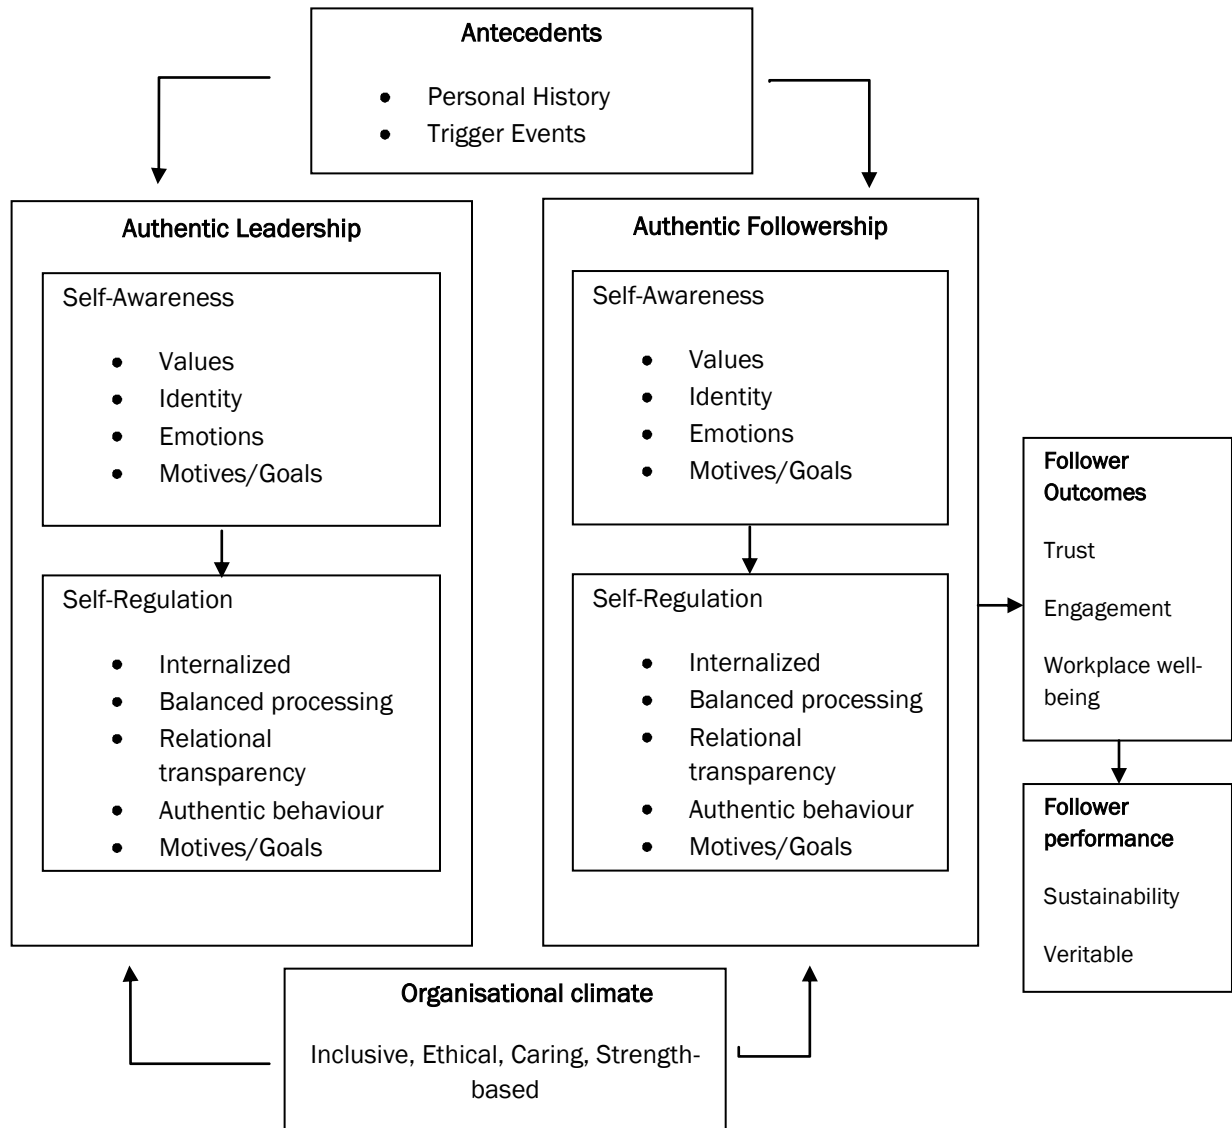 Antecedents
• Personal History
• Trigger Events
Authentic Leadership
Self-Awareness
• Values
• Identity
• Emotions
• Motives/Goals
Self-Regulation
• Internalized
• Balanced processing
• Relational
transparency
• Authentic behaviour
• Motives/Goals
Authentic Followership
Self-Awareness
• Values
• Identity
• Emotions
• Motives/Goals
Self-Regulation
• Internalized
• Balanced processing
• Relational
transparency
• Authentic behaviour
• Motives/Goals
Follower
Outcomes
Trust
Engagement
Workplace well-
being
Follower
performance
Sustainability
Veritable
Organisational climate
Inclusive, Ethical, Caring, Strength-
based